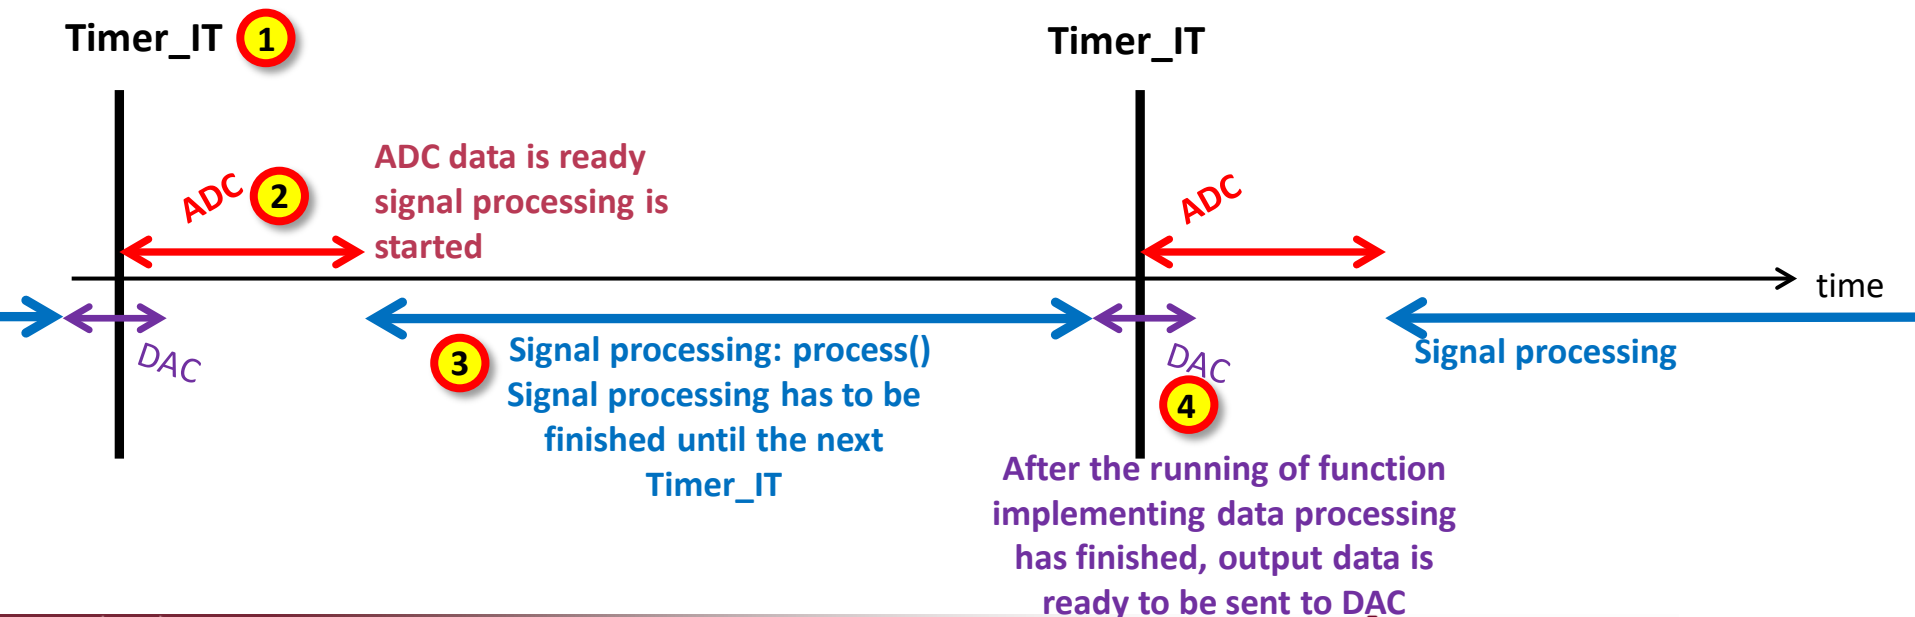 Timer_IT 1
Timer_IT
ADC 2
ADC data is ready
signal processing is
started
ADC
time
DAC
3
Signal processing: process()
Signal processing has to be
finished until the next
Timer_IT
DAC
4
Signal processing
After the running of function
implementing data processing
has finished, output data is
ready to be sent to DAC